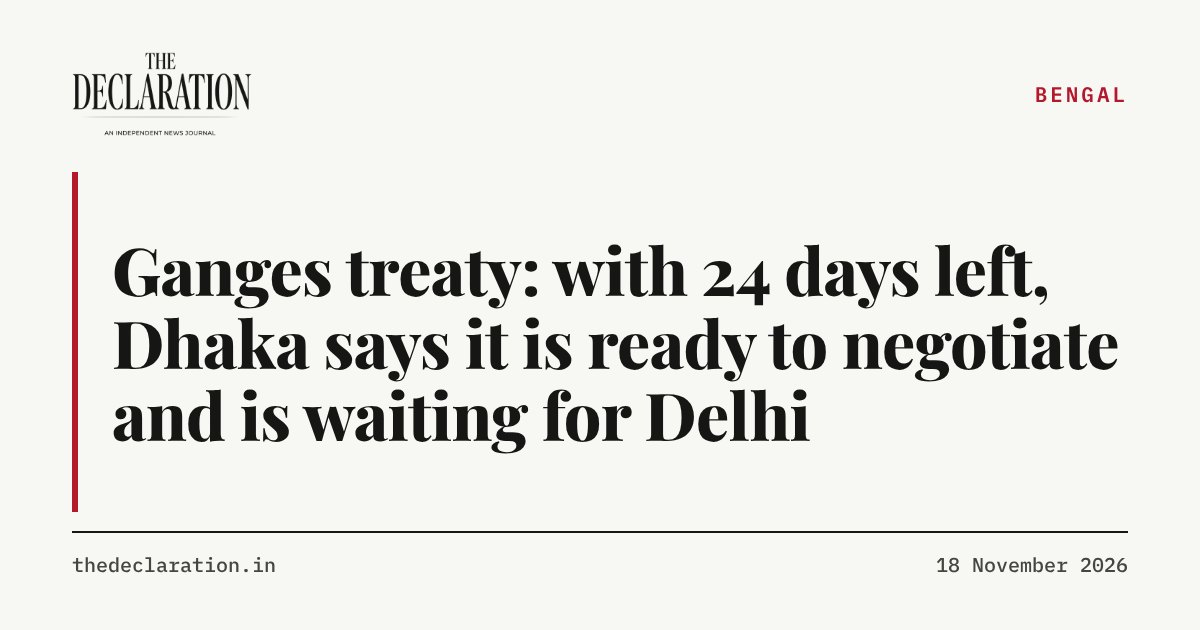 THE
DECLARATION
AN INDEPENDENT NEWS JOURNAL
BENGAL
Ganges treaty: with 24 days left,
Dhaka says it is ready to negotiate
and is waiting for Delhi
thedeclaration.in
18 November 2026